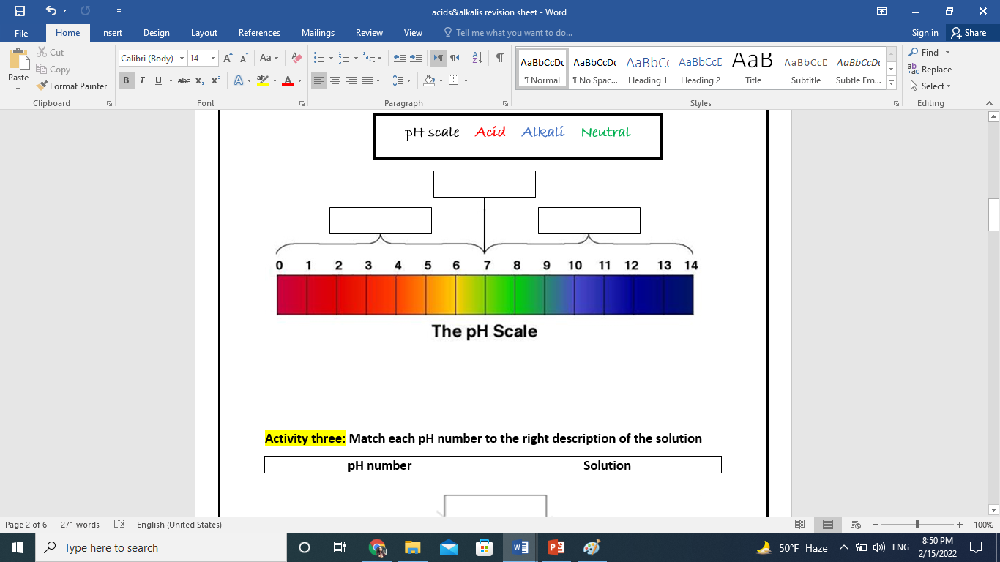 acids&alkalis revision sheet - Word
File Home Insert Design Layout References Mailings Review View Tell me what you want to do... Sign in Share
Cut
Copy
Paste
Format Painter
Calibri (Body) 14
AaBbCcDc AaBbCcDc AaBbCc AaBbCcD AaB AaBbCcD AaBbCcDc
¶ Normal ¶ No Spac... Heading 1 Heading 2 Title Subtitle Subtle Em...
Find
Replace
Select
Clipboard Font Paragraph Styles Editing
pH scale Acid Alkali Neutral
0 1 2 3 4 5 6 7 8 9 10 11 12 13 14
The pH Scale
Activity three: Match each pH number to the right description of the solution
pH number Solution
Page 2 of 6 271 words English (United States) 100%
Type here to search
50°F Haze ENG
8:50 PM
2/15/2022